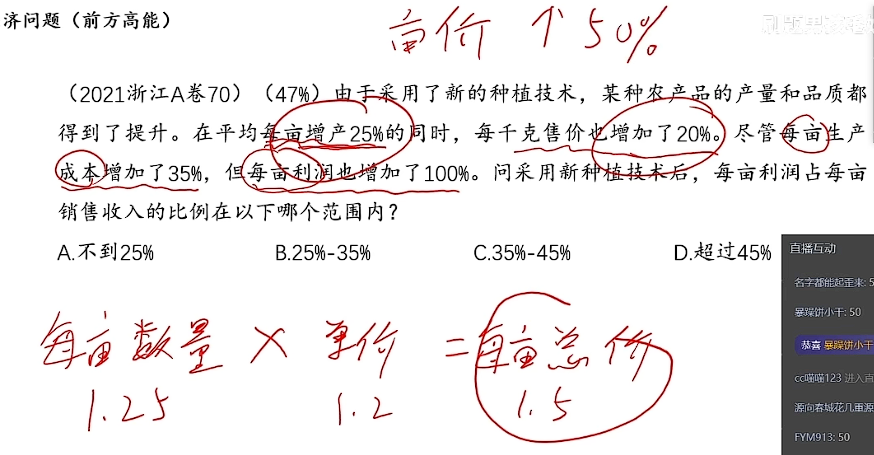 济问题（前方高能）
亩价 ↑50%
（2021浙江A卷70）（47%）由于采用了新的种植技术，某种农产品的产量和品质都
得到了提升。在平均每亩增产25%的同时，每千克售价也增加了20%。尽管每亩生产
成本增加了35%，但每亩利润也增加了100%。问采用新种植技术后，每亩利润占每亩
销售收入的比例在以下哪个范围内？
A.不到25% B.25%-35% C.35%-45% D.超过45%
每亩数量 × 单价 = 每亩总价
1.25 1.2 1.5
直播互动
名字都能起歪来: 5
暴躁饼小干: 50
恭喜 暴躁饼小干
cc喵喵123 进入直
源向春城花几重源
FYM913: 50